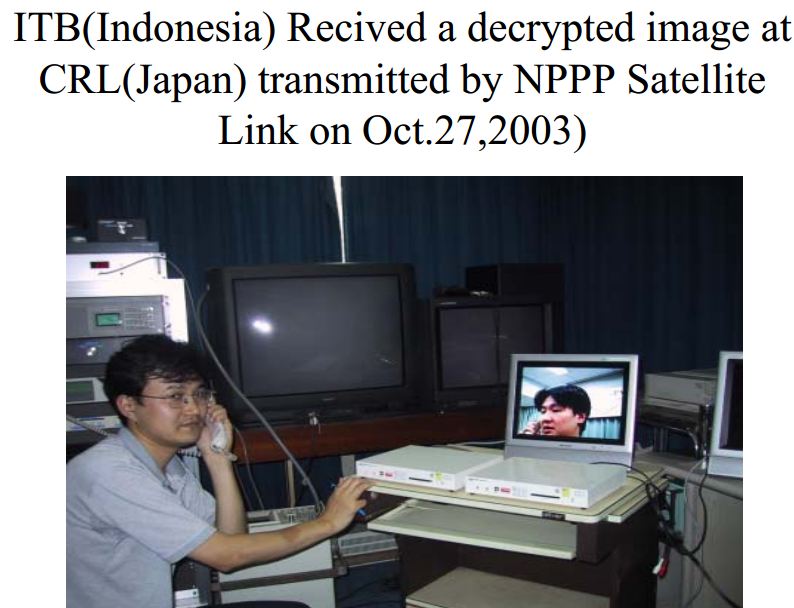 ITB(Indonesia) Recived a decrypted image at
CRL(Japan) transmitted by NPPP Satellite
Link on Oct.27,2003)